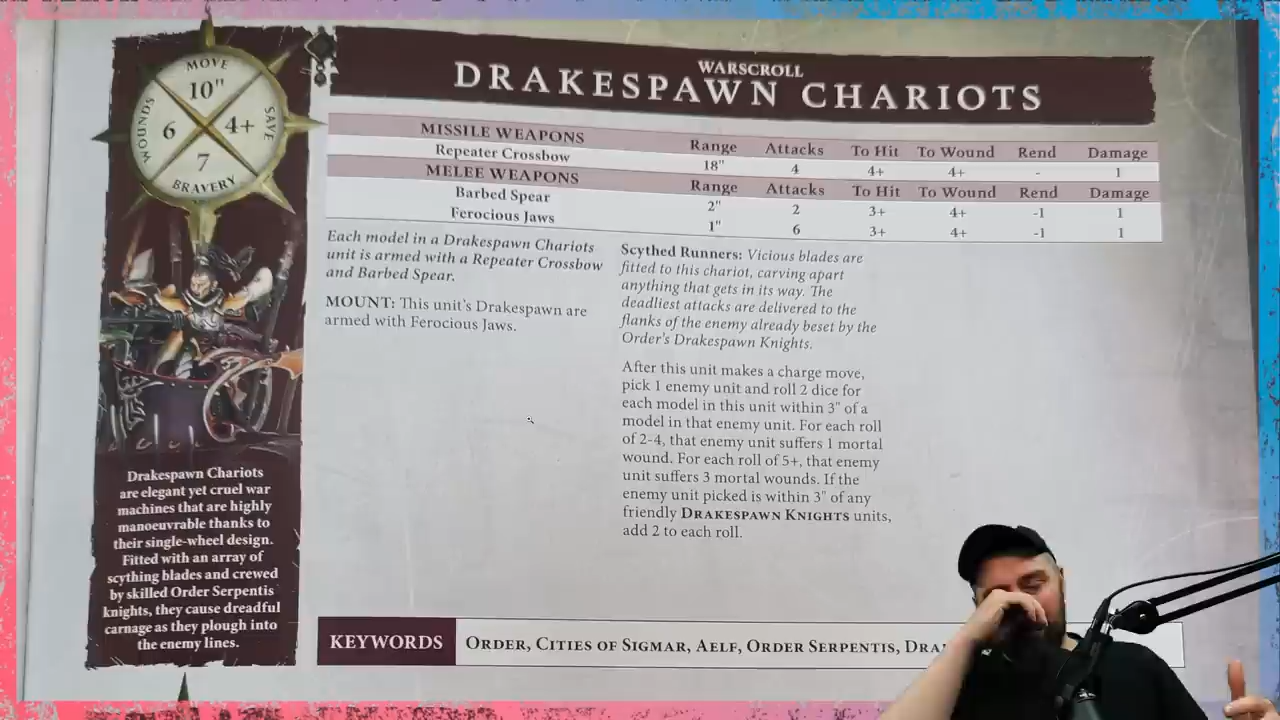 WARSCROLL
DRAKESPAWN CHARIOTS
MOVE
10"
WOUNDS
6
4+
SAVE
7
BRAVERY
MISSILE WEAPONS Range Attacks To Hit To Wound Rend Damage
Repeater Crossbow 18" 4 4+ 4+ - 1
MELEE WEAPONS Range Attacks To Hit To Wound Rend Damage
Barbed Spear 2" 2 3+ 4+ -1 1
Ferocious Jaws 1" 6 3+ 4+ -1 1
Each model in a Drakespawn Chariots
unit is armed with a Repeater Crossbow
and Barbed Spear.
MOUNT: This unit's Drakespawn are
armed with Ferocious Jaws.
Scythed Runners: Vicious blades are
fitted to this chariot, carving apart
anything that gets in its way. The
deadliest attacks are delivered to the
flanks of the enemy already beset by the
Order's Drakespawn Knights.
After this unit makes a charge move,
pick 1 enemy unit and roll 2 dice for
each model in this unit within 3" of a
model in that enemy unit. For each roll
of 2-4, that enemy unit suffers 1 mortal
wound. For each roll of 5+, that enemy
unit suffers 3 mortal wounds. If the
enemy unit picked is within 3" of any
friendly DRAKESPAWN KNIGHTS units,
add 2 to each roll.
Drakespawn Chariots
are elegant yet cruel war
machines that are highly
manoeuvrable thanks to
their single-wheel design.
Fitted with an array of
scything blades and crewed
by skilled Order Serpentis
knights, they cause dreadful
carnage as they plough into
the enemy lines.
KEYWORDS ORDER, CITIES OF SIGMAR, AELF, ORDER SERPENTIS,